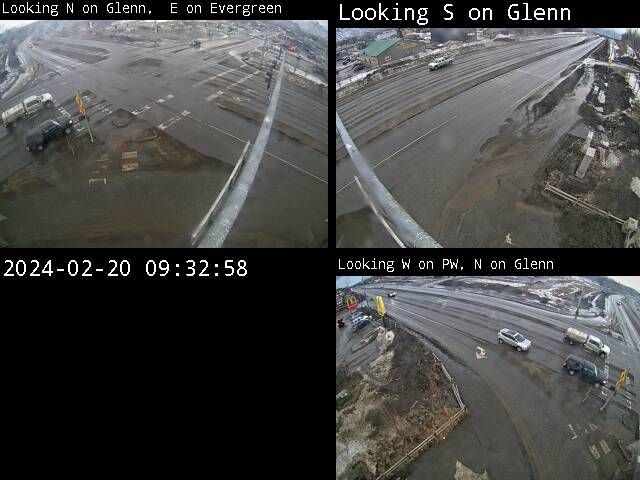 Looking N on Glenn,  E on Evergreen
Looking S on Glenn
2024-02-20 09:32:58
Looking W on PW, N on Glenn